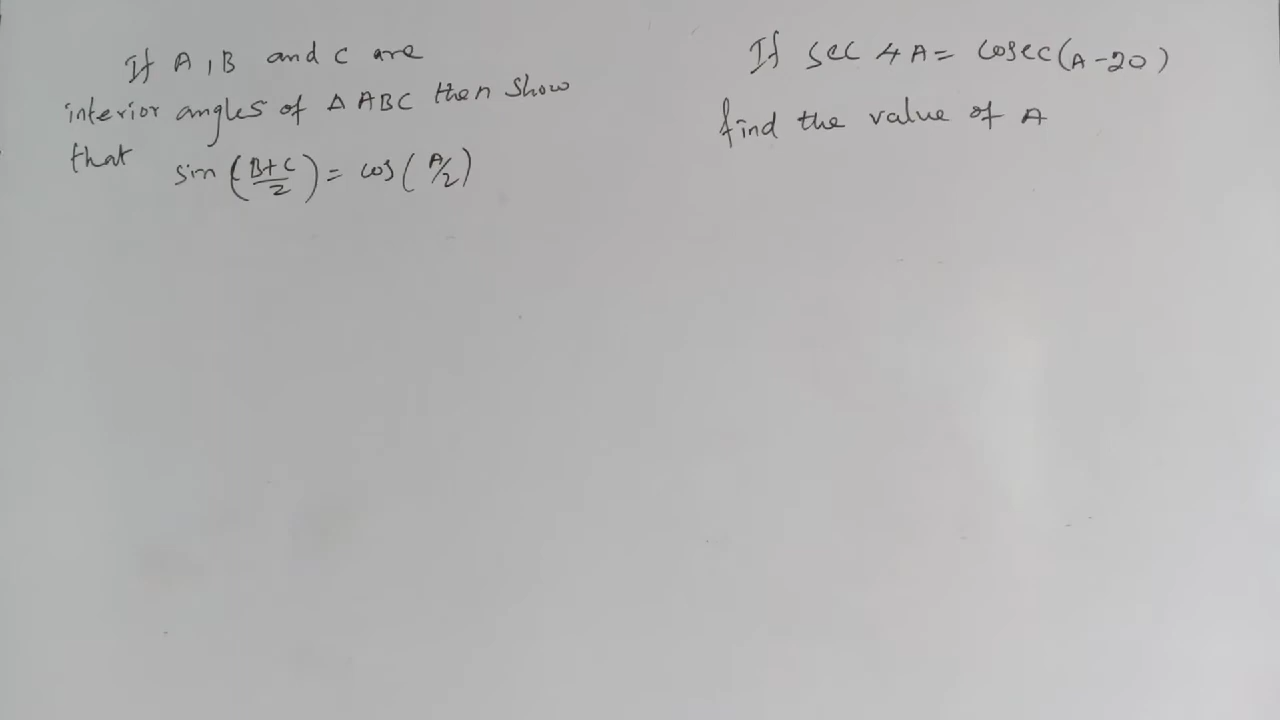 If A, B and C are
interior angles of Δ ABC then show
that sin (B+C/2) = cos (A/2)
If sec 4A = cosec(A-20)
find the value of A